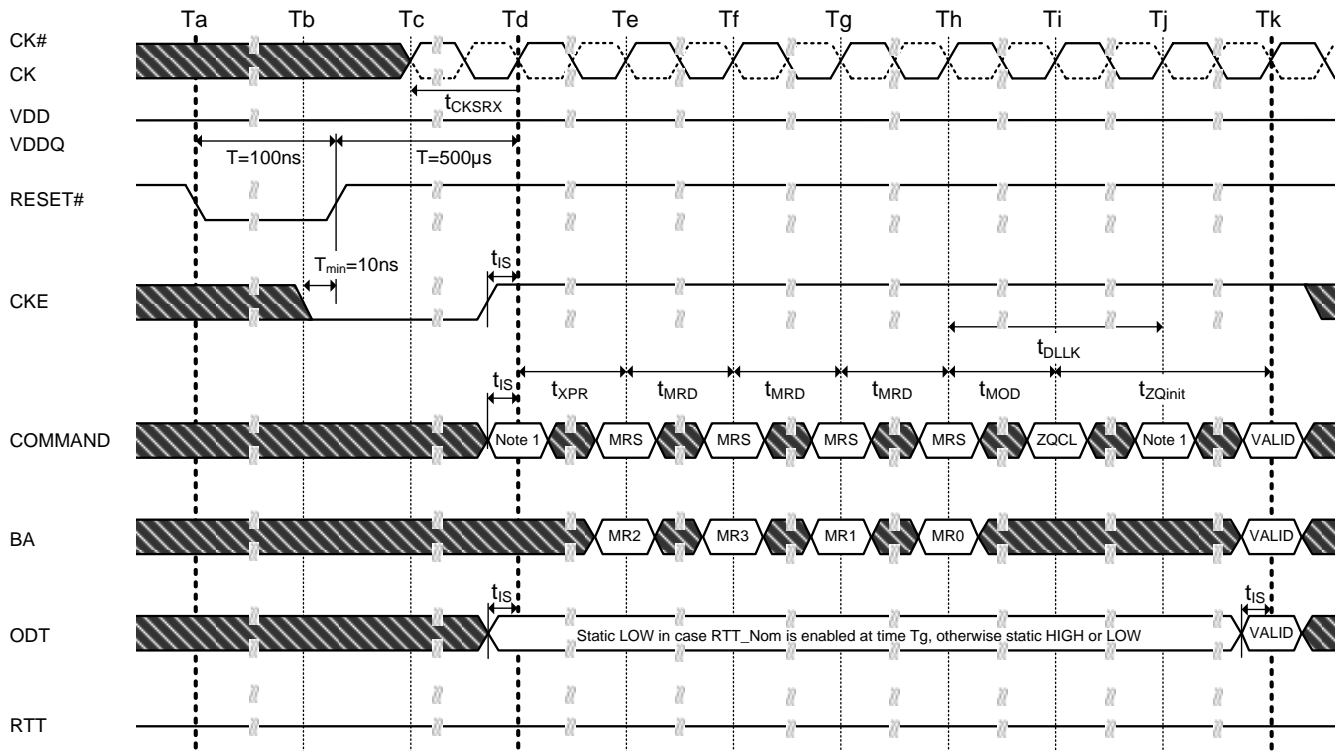 Ta Tb Tc Td Te Tf Tg Th Ti Tj Tk
CK#
CK
tCKSRX
VDD
VDDQ
T=100ns T=500µs
RESET#
Tmin=10ns tIS
CKE
tDLLK
tIS tXPR tMRD tMRD tMRD tMOD tZQinit
COMMAND Note 1 MRS MRS MRS MRS ZQCL Note 1 VALID
BA MR2 MR3 MR1 MR0 VALID
tIS tIS
ODT Static LOW in case RTT_Nom is enabled at time Tg, otherwise static HIGH or LOW VALID
RTT